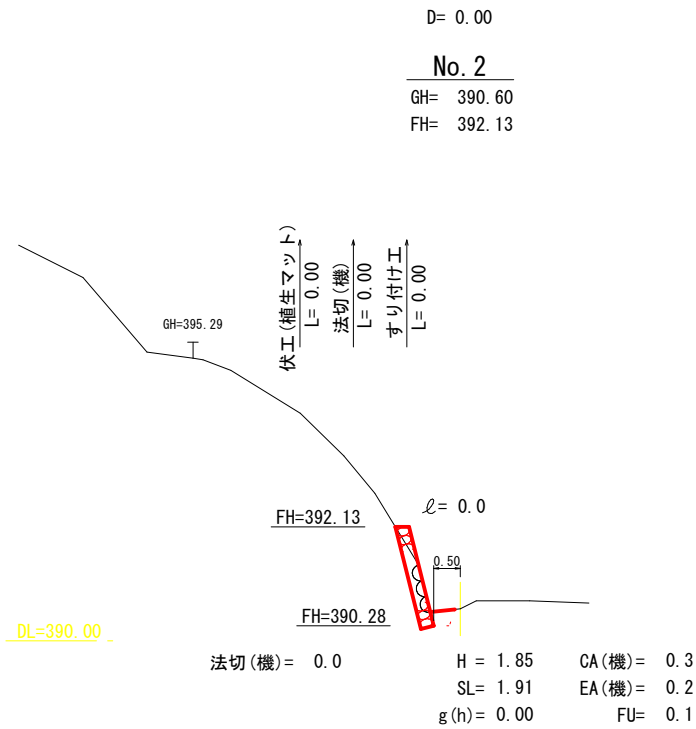 D= 0.00
No.2
GH= 390.60
FH= 392.13
伏工(植生マット)
L= 0.00
法切(機)
L= 0.00
すり付け工
L= 0.00
GH=395.29
FH=392.13
ℓ= 0.0
0.50
FH=390.28
DL=390.00
法切(機)= 0.0
H = 1.85
CA(機)= 0.3
SL= 1.91
EA(機)= 0.2
g(h)= 0.00
FU= 0.1